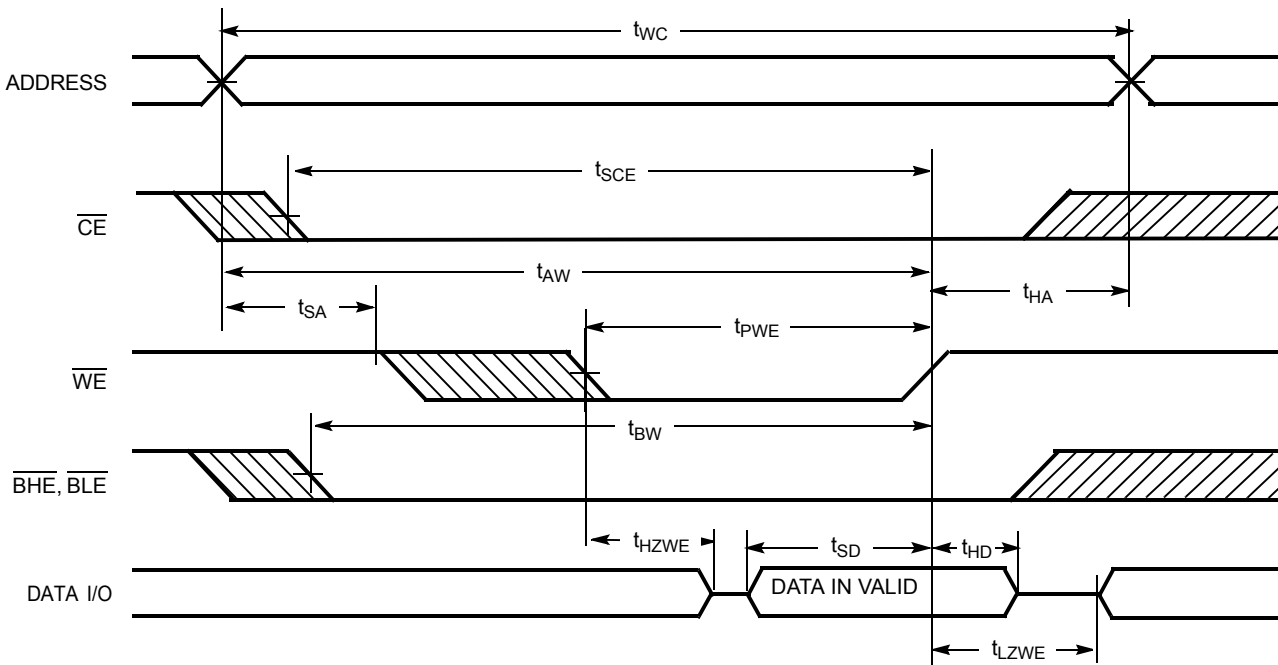 tWC
ADDRESS
tSCE
CE
tAW
tSA
tHA
tPWE
WE
tBW
BHE, BLE
tHZWE
tSD
tHD
DATA I/O
DATA IN VALID
tLZWE